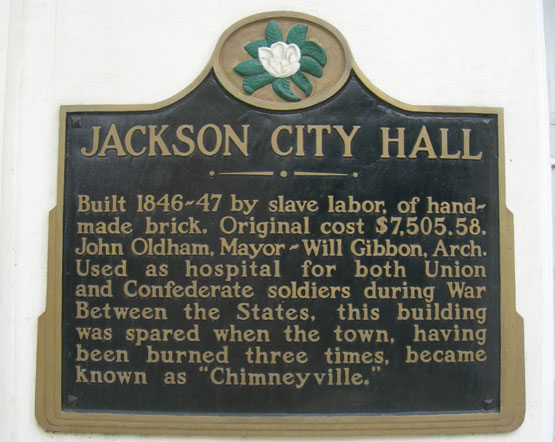 JACKSON CITY HALL
Built 1846-47 by slave labor, of hand-
made brick. Original cost $7,505.58.
John Oldham, Mayor - Will Gibbon, Arch.
Used as hospital for both Union
and Confederate soldiers during War
Between the States, this building
was spared when the town, having
been burned three times, became
known as "Chimneyville."